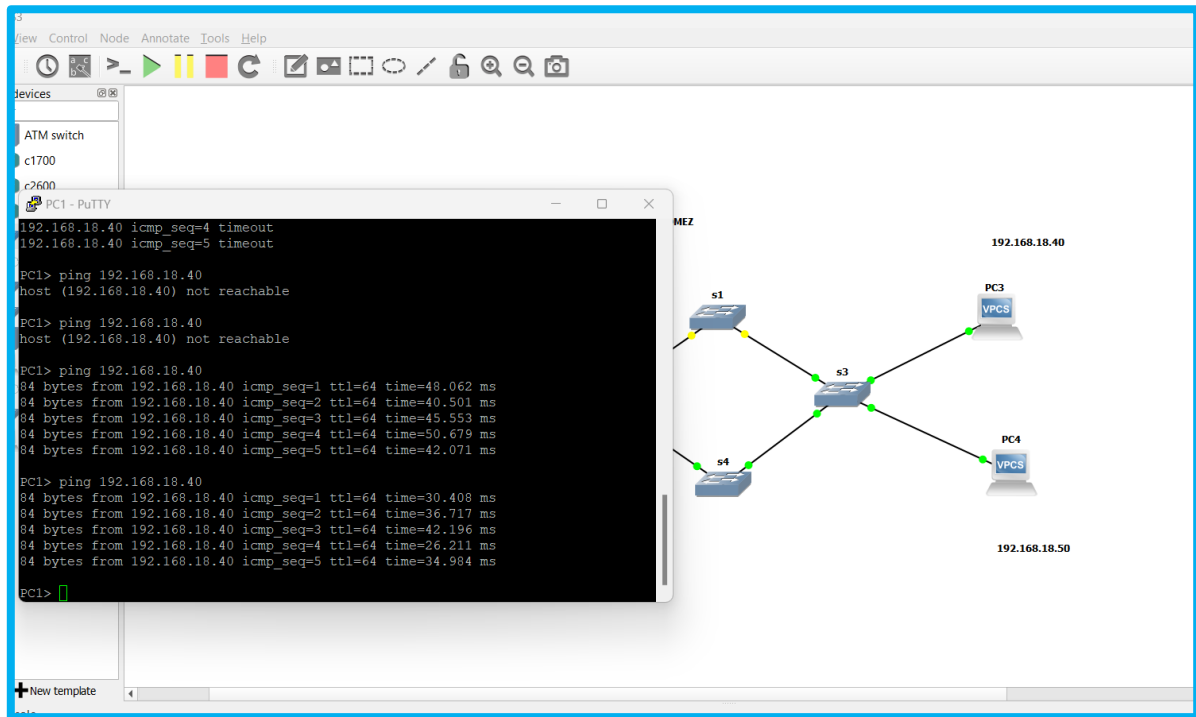 View Control Node Annotate Tools Help
devices
ATM switch
c1700
c2600
PC1 - PuTTY
192.168.18.40 icmp_seq=4 timeout
192.168.18.40 icmp_seq=5 timeout
PC1> ping 192.168.18.40
host (192.168.18.40) not reachable
PC1> ping 192.168.18.40
host (192.168.18.40) not reachable
PC1> ping 192.168.18.40
84 bytes from 192.168.18.40 icmp_seq=1 ttl=64 time=48.062 ms
84 bytes from 192.168.18.40 icmp_seq=2 ttl=64 time=40.501 ms
84 bytes from 192.168.18.40 icmp_seq=3 ttl=64 time=45.553 ms
84 bytes from 192.168.18.40 icmp_seq=4 ttl=64 time=50.679 ms
84 bytes from 192.168.18.40 icmp_seq=5 ttl=64 time=42.071 ms
PC1> ping 192.168.18.40
84 bytes from 192.168.18.40 icmp_seq=1 ttl=64 time=30.408 ms
84 bytes from 192.168.18.40 icmp_seq=2 ttl=64 time=36.717 ms
84 bytes from 192.168.18.40 icmp_seq=3 ttl=64 time=42.196 ms
84 bytes from 192.168.18.40 icmp_seq=4 ttl=64 time=26.211 ms
84 bytes from 192.168.18.40 icmp_seq=5 ttl=64 time=34.984 ms
PC1>
MEZ
192.168.18.40
s1
PC3
VPCS
s3
PC4
VPCS
s4
192.168.18.50
New template